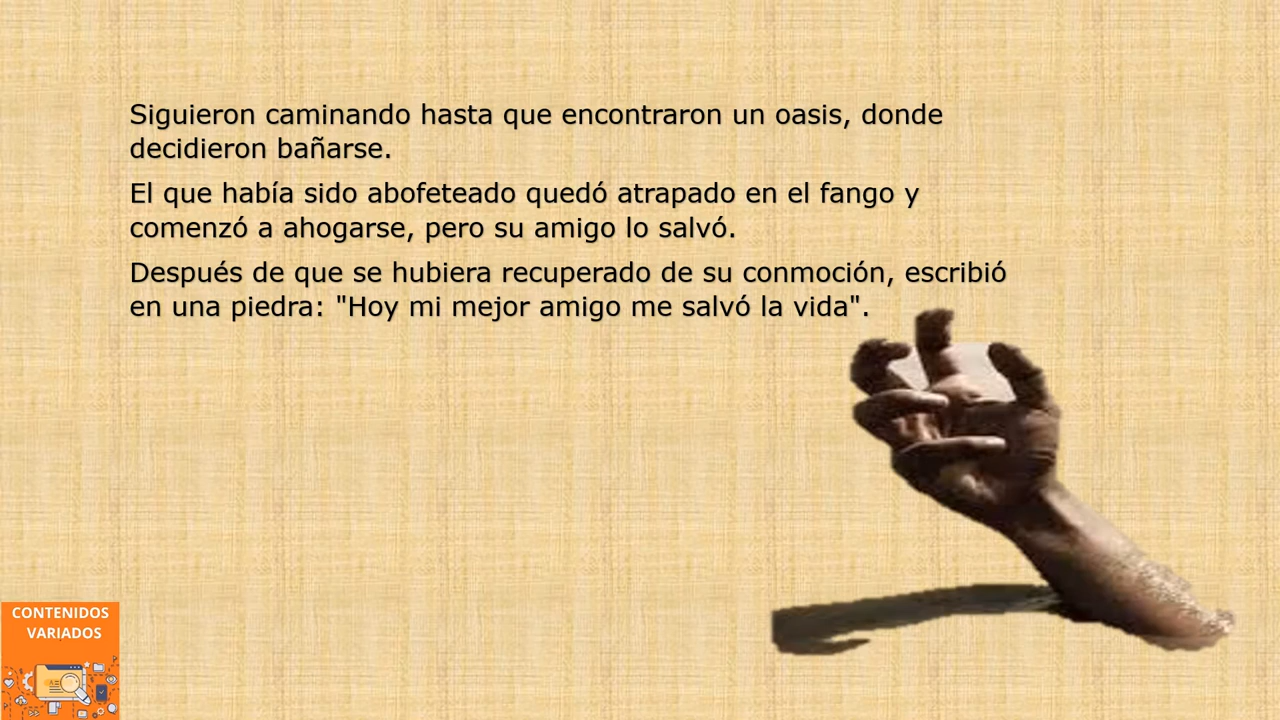 Siguieron caminando hasta que encontraron un oasis, donde
decidieron bañarse.
El que había sido abofeteado quedó atrapado en el fango y
comenzó a ahogarse, pero su amigo lo salvó.
Después de que se hubiera recuperado de su conmoción, escribió
en una piedra: "Hoy mi mejor amigo me salvó la vida".
CONTENIDOS
VARIADOS